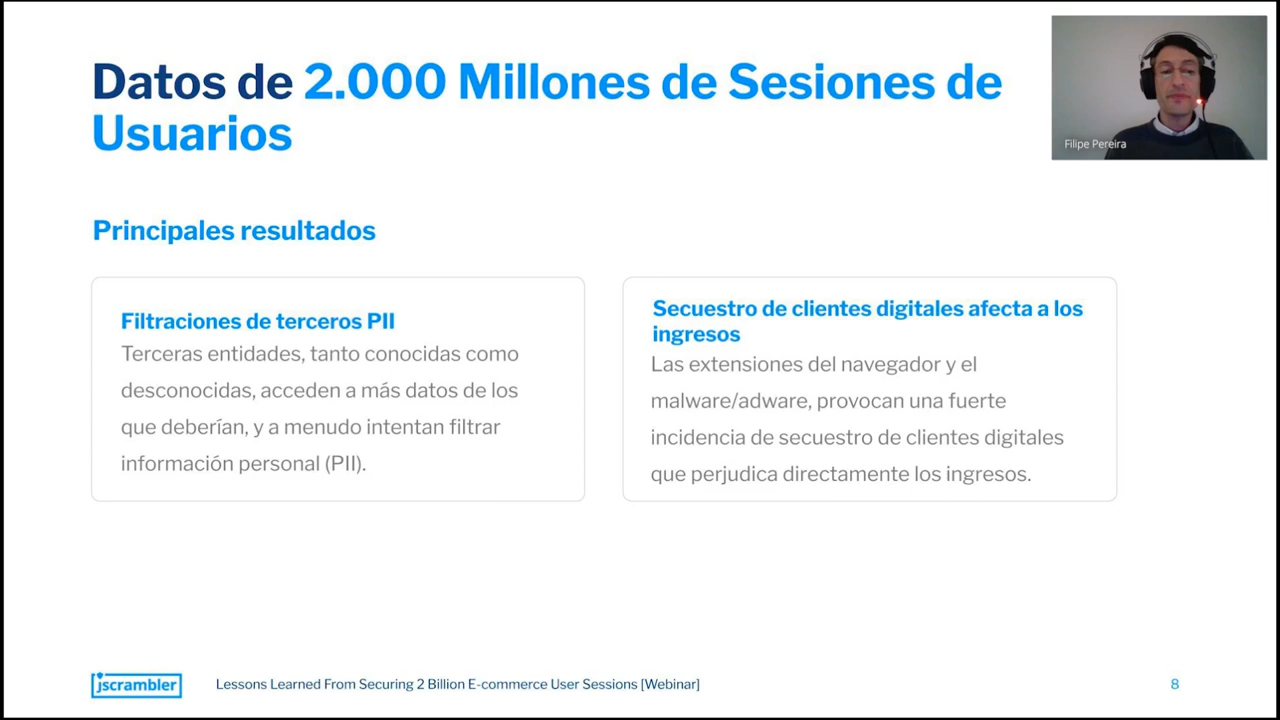 Datos de 2.000 Millones de Sesiones de
Usuarios
Filipe Pereira
Principales resultados
Filtraciones de terceros PII
Terceras entidades, tanto conocidas como
desconocidas, acceden a más datos de los
que deberían, y a menudo intentan filtrar
información personal (PII).
Secuestro de clientes digitales afecta a los
ingresos
Las extensiones del navegador y el
malware/adware, provocan una fuerte
incidencia de secuestro de clientes digitales
que perjudica directamente los ingresos.
jscrambler
Lessons Learned From Securing 2 Billion E-commerce User Sessions [Webinar]
8